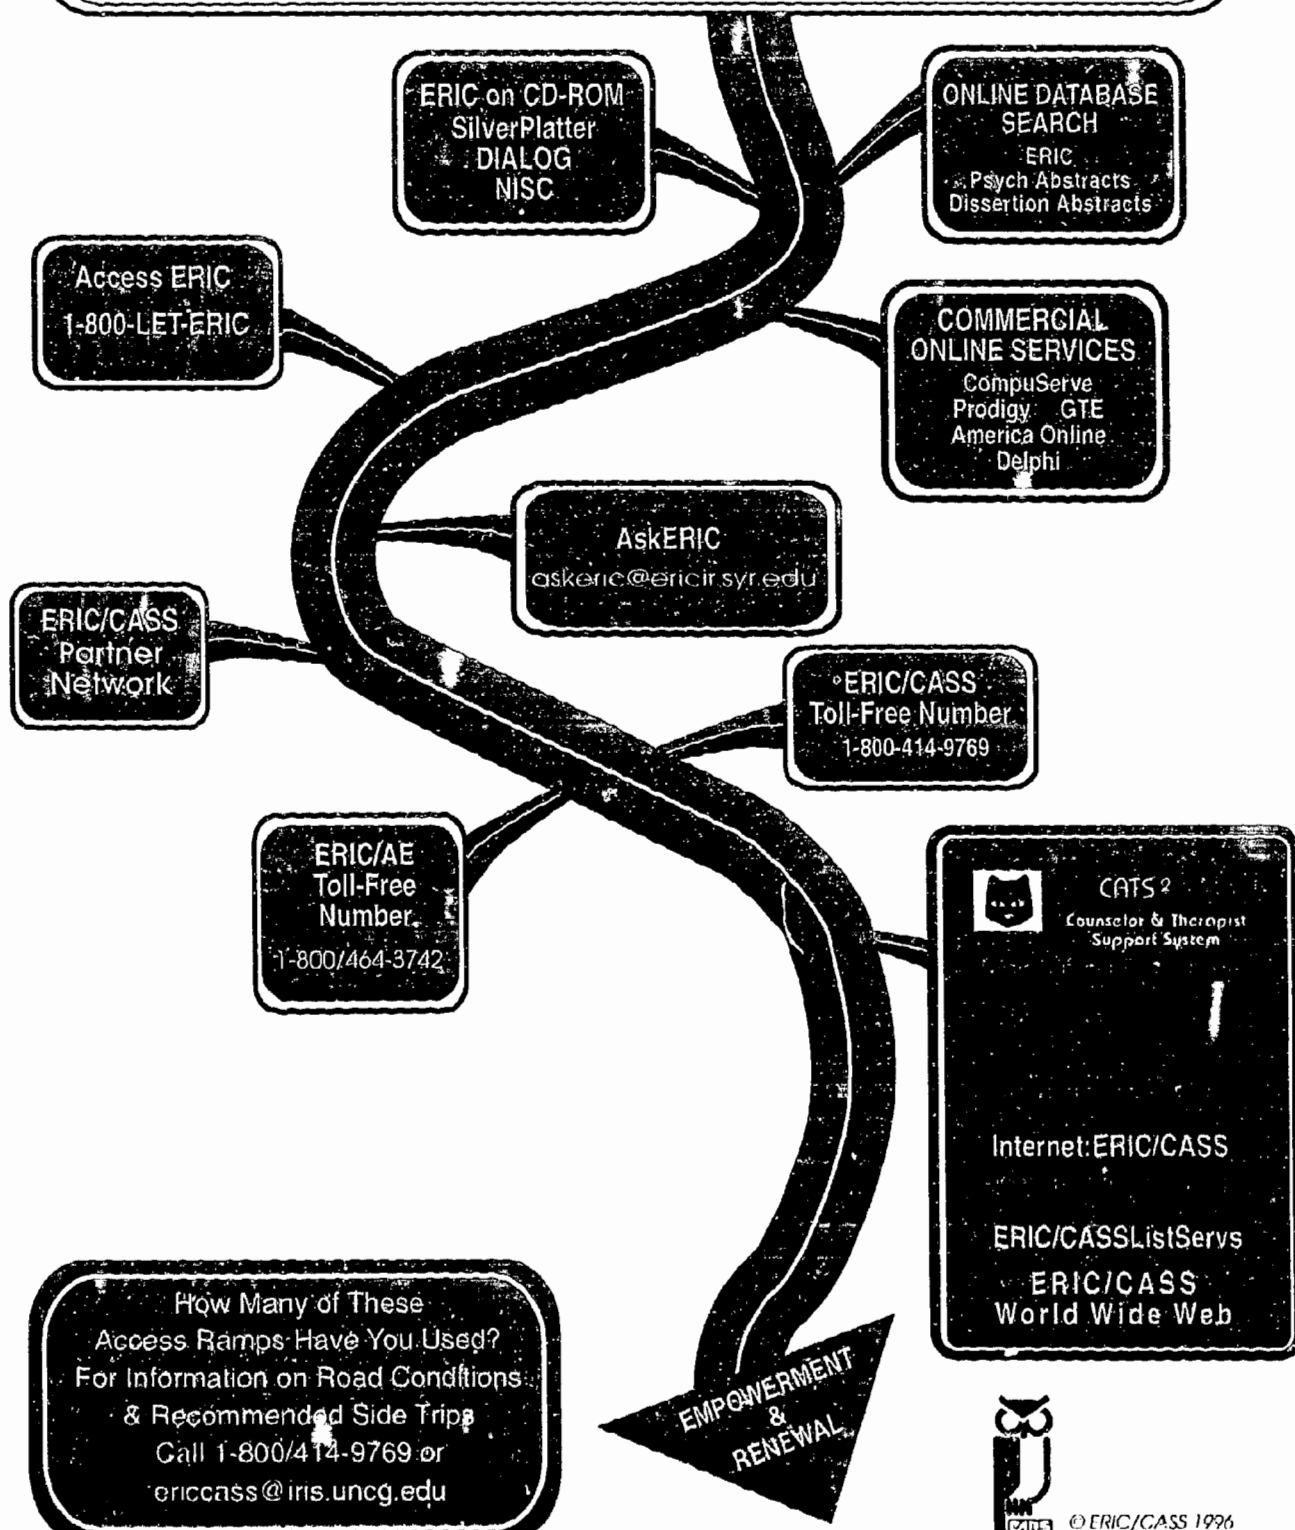 ERIC on CD-ROM
SilverPlatter
DIALOG
NISC
ONLINE DATABASE
SEARCH
ERIC
Psych Abstracts
Dissertion Abstracts
Access ERIC
1-800-LET-ERIC
COMMERCIAL
ONLINE SERVICES
CompuServe
Prodigy GTE
America Online
Delphi
AskERIC
askeric@ericir.syr.edu
ERIC/CASS
Partner
Network
ERIC/CASS
Toll-Free Number
1-800-414-9769
ERIC/AE
Toll-Free
Number
1-800/464-3742
CATS²
Counselor & Therapist
Support System
Internet:ERIC/CASS
ERIC/CASSListServs
ERIC/CASS
World Wide Web
How Many of These
Access Ramps Have You Used?
For Information on Road Conditions
& Recommended Side Trips
Call 1-800/414-9769 or
ericcass@iris.uncg.edu
EMPOWERMENT
&
RENEWAL
© ERIC/CASS 1996